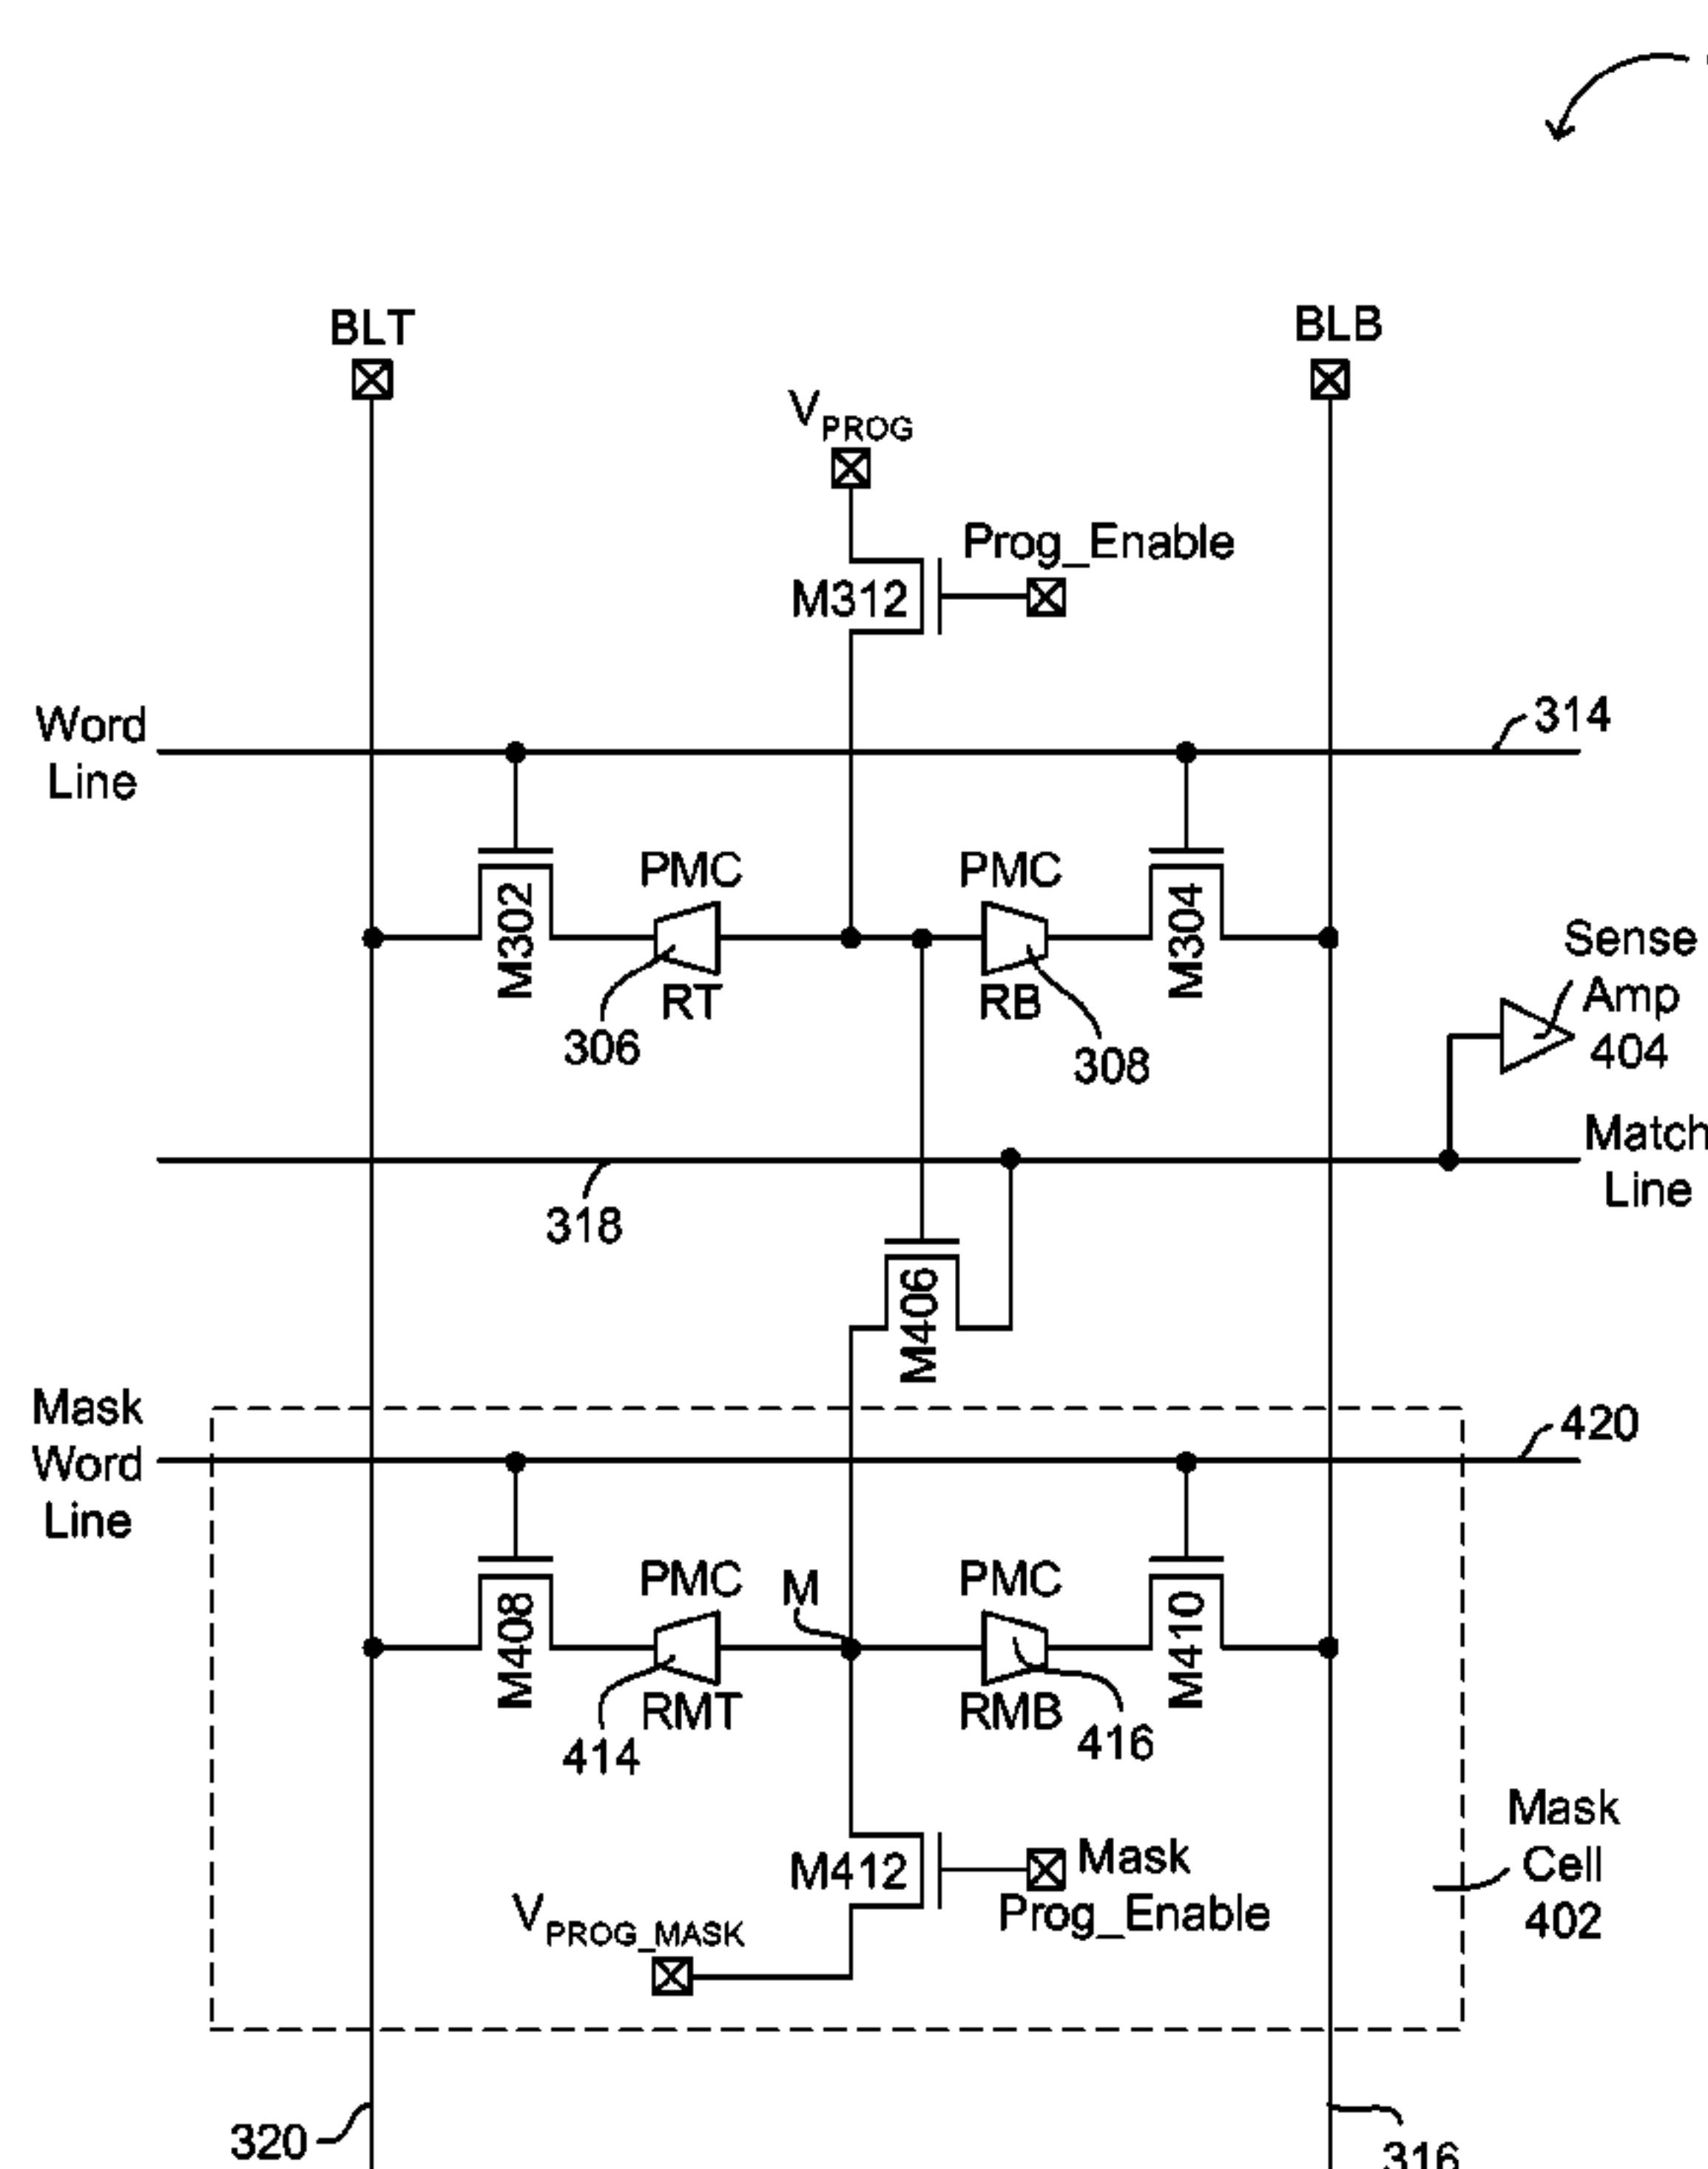 BLT
BLB
VPROG
Prog_Enable
M312
Word
Line
314
M302
PMC
PMC
M304
RT
RB
306
308
Sense
Amp
404
Match
Line
318
M406
Mask
Word
Line
420
M408
PMC
M
PMC
M410
RMT
RMB
414
416
Mask
Cell
402
M412
Mask
Prog_Enable
VPROG_MASK
320
316